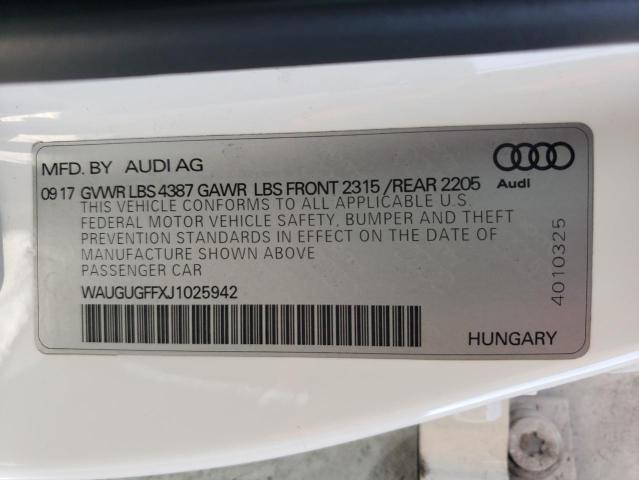 MFD. BY AUDI AG
Audi
09 17 GVWR LBS 4387 GAWR LBS FRONT 2315 /REAR 2205
THIS VEHICLE CONFORMS TO ALL APPLICABLE U.S.
FEDERAL MOTOR VEHICLE SAFETY, BUMPER AND THEFT
PREVENTION STANDARDS IN EFFECT ON THE DATE OF
MANUFACTURE SHOWN ABOVE
PASSENGER CAR
WAUGUGFFXJ1025942
4010325
HUNGARY